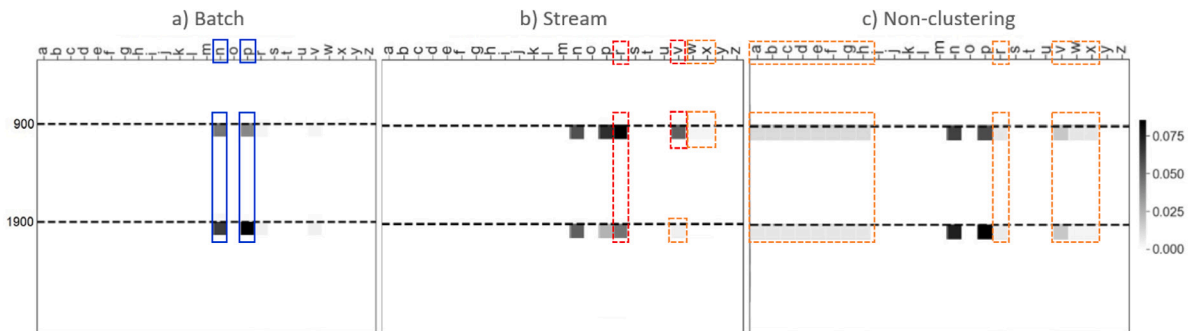 a) Batch
b) Stream
c) Non-clustering
a b c d e f g h i j k l m n o p r s t u v w x y z
a b c d e f g h i j k l m n o p r s t u v w x y z
a b c d e f g h i j k l m n o p r s t u v w x y z
900
1900
0.075
0.050
0.025
0.000